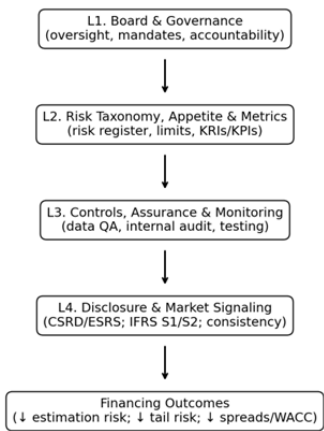 L1. Board & Governance
(oversight, mandates, accountability)
L2. Risk Taxonomy, Appetite & Metrics
(risk register, limits, KRIs/KPIs)
L3. Controls, Assurance & Monitoring
(data QA, internal audit, testing)
L4. Disclosure & Market Signaling
(CSRD/ESRS; IFRS S1/S2; consistency)
Financing Outcomes
(↓ estimation risk; ↓ tail risk; ↓ spreads/WACC)